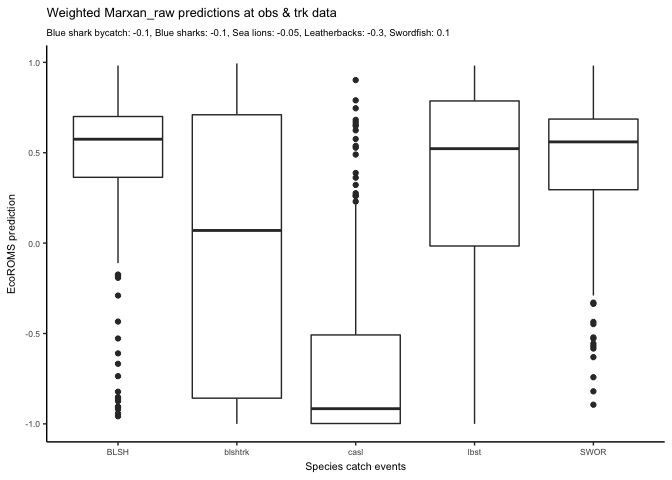 Weighted Marxan_raw predictions at obs & trk data
Blue shark bycatch: -0.1, Blue sharks: -0.1, Sea lions: -0.05, Leatherbacks: -0.3, Swordfish: 0.1
1.0
0.5
0.0
-0.5
-1.0
EcoROMS prediction
BLSH blshtrk casl lbst SWOR
Species catch events